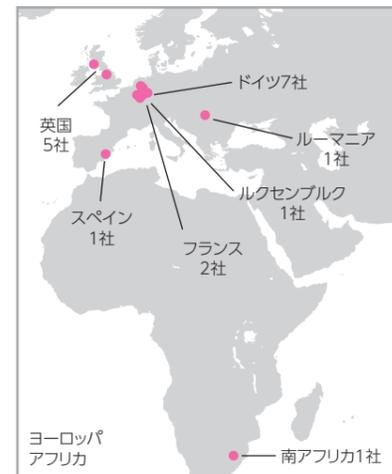 ドイツ7社
英国
5社
ルーマニア
1社
ルクセンブルク
1社
スペイン
1社
フランス
2社
ヨーロッパ
アフリカ
南アフリカ1社